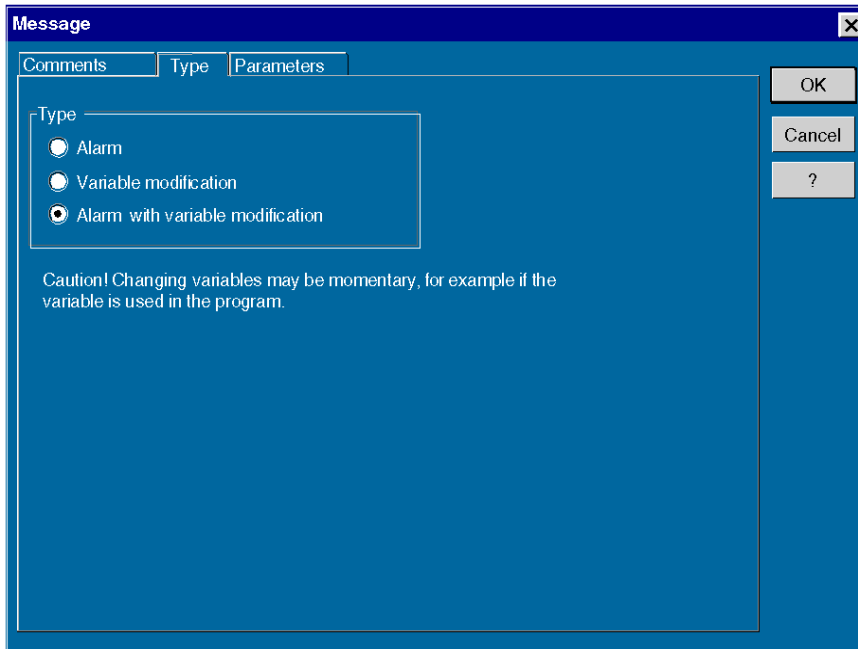 Message
Comments Type Parameters
OK
Cancel
?
Type
Alarm
Variable modification
Alarm with variable modification
Caution! Changing variables may be momentary, for example if the
variable is used in the program.